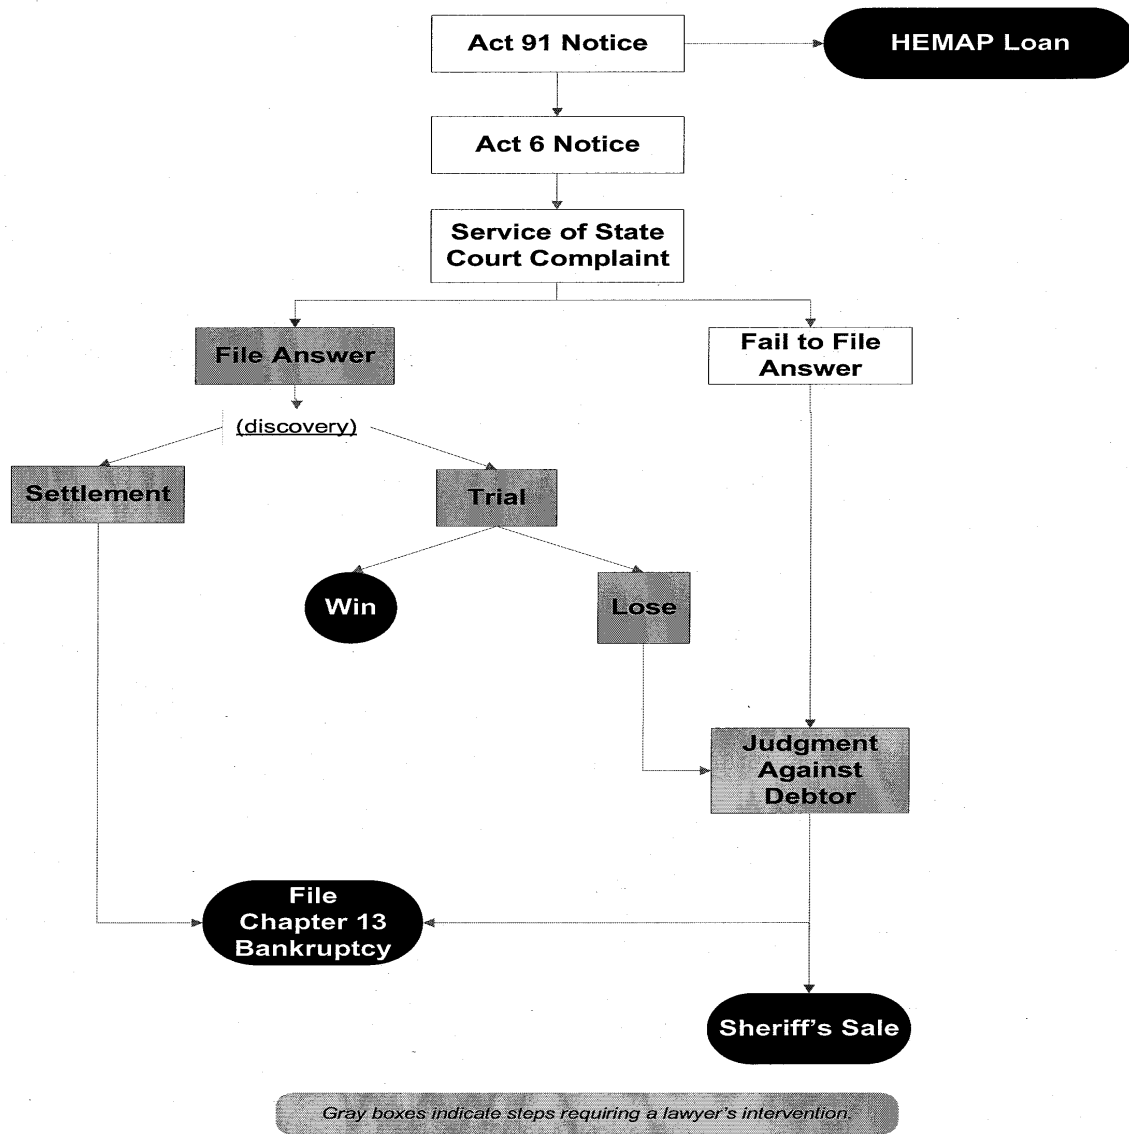 Act 91 Notice
HEMAP Loan
Act 6 Notice
Service of State
Court Complaint
File Answer
Fail to File
Answer
(discovery)
Settlement
Trial
Win
Lose
Judgment
Against
Debtor
File
Chapter 13
Bankruptcy
Sheriff's Sale
Gray boxes indicate steps requiring a lawyer's intervention.